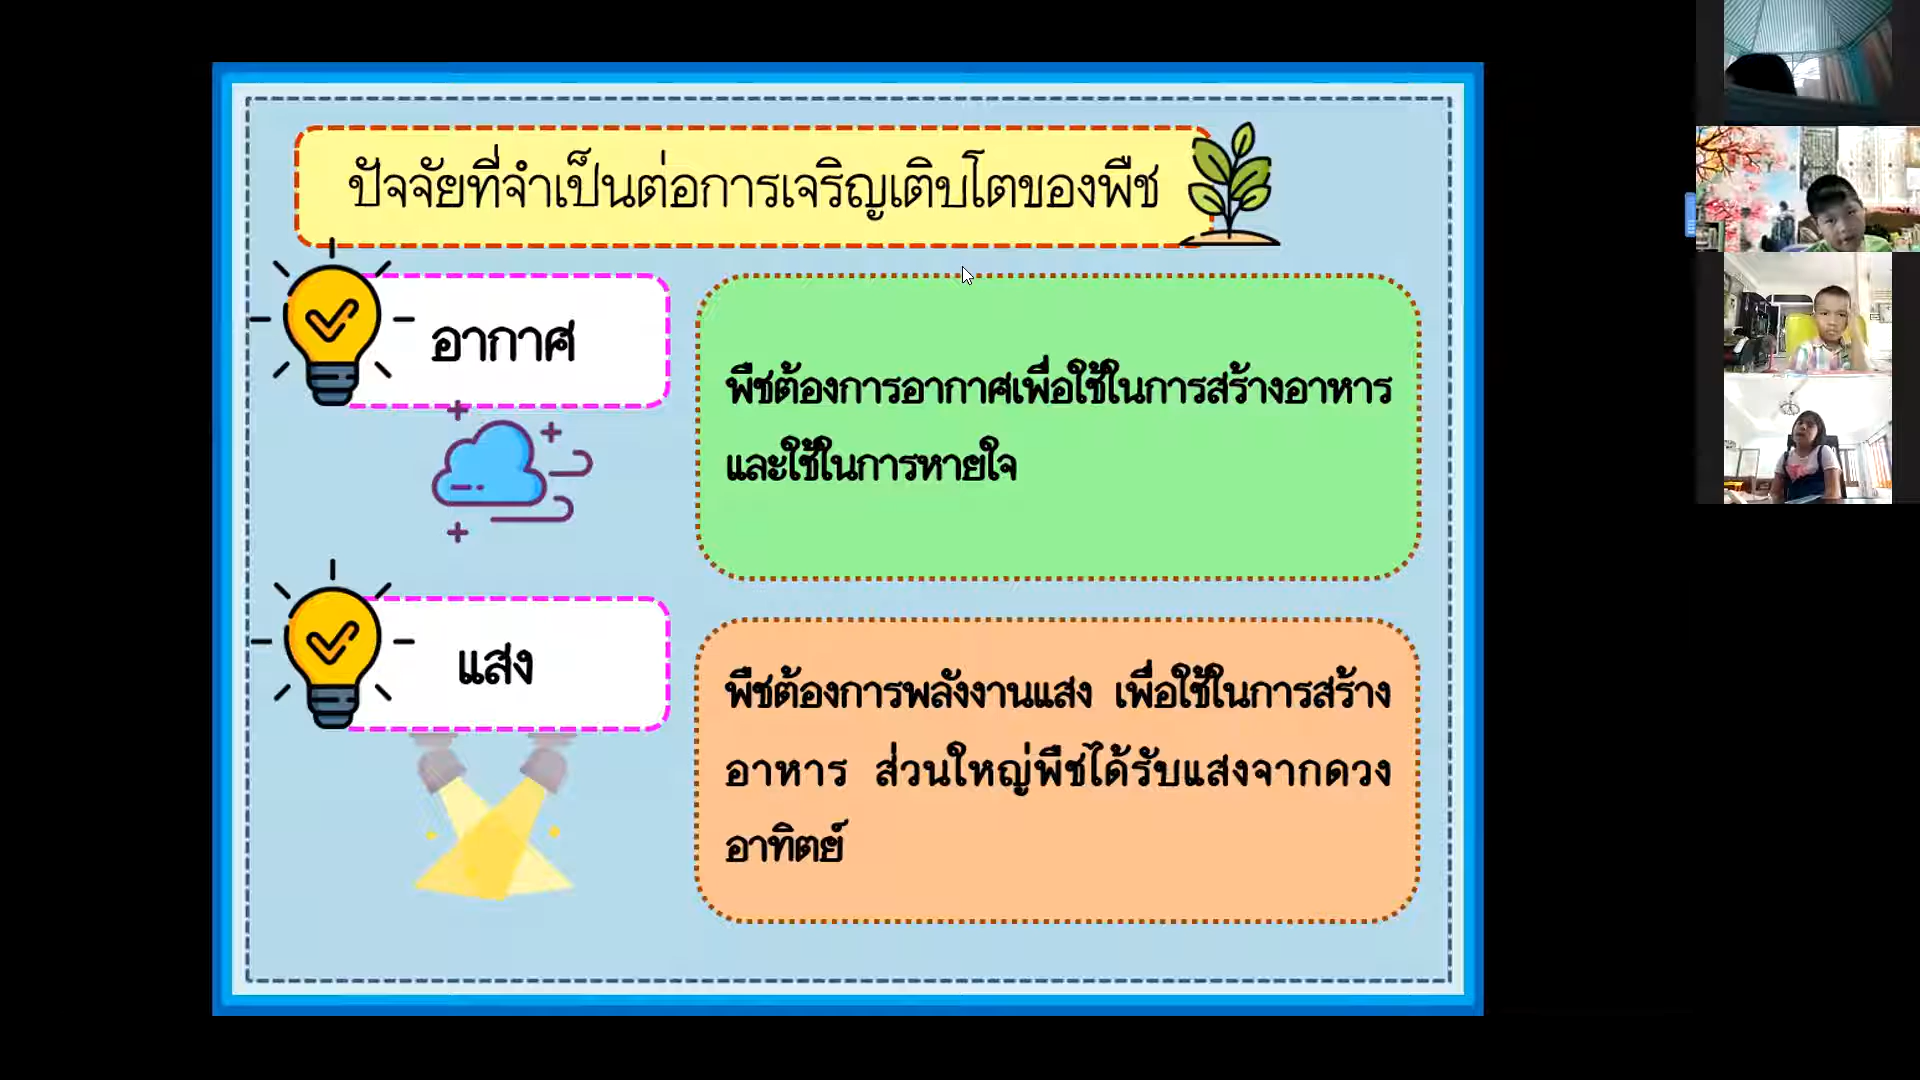 ปัจจัยที่จำเป็นต่อการเจริญเติบโตของพืช
อากาศ
พืชต้องการอากาศเพื่อใช้ในการสร้างอาหาร
และใช้ในการหายใจ
แสง
พืชต้องการพลังงานแสง เพื่อใช้ในการสร้าง
อาหาร ส่วนใหญ่พืชได้รับแสงจากดวง
อาทิตย์